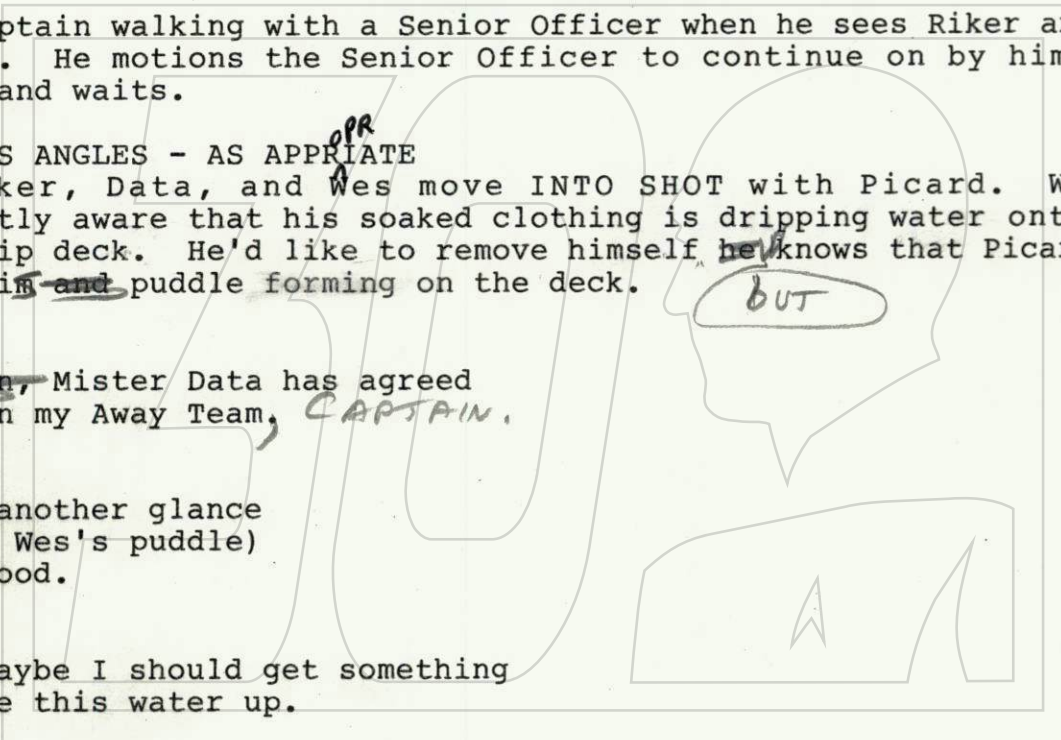 ptain walking with a Senior Officer when he sees Riker a
. He motions the Senior Officer to continue on by him
and waits.
OPR
S ANGLES - AS APPRIATE
ker, Data, and Wes move INTO SHOT with Picard. W
tly aware that his soaked clothing is dripping water ont
ip deck. He'd like to remove himself he knows that Pica
im and puddle forming on the deck.
BUT
n, Mister Data has agreed
n my Away Team, CAPTAIN.
another glance
Wes's puddle)
ood.
aybe I should get something
e this water up.